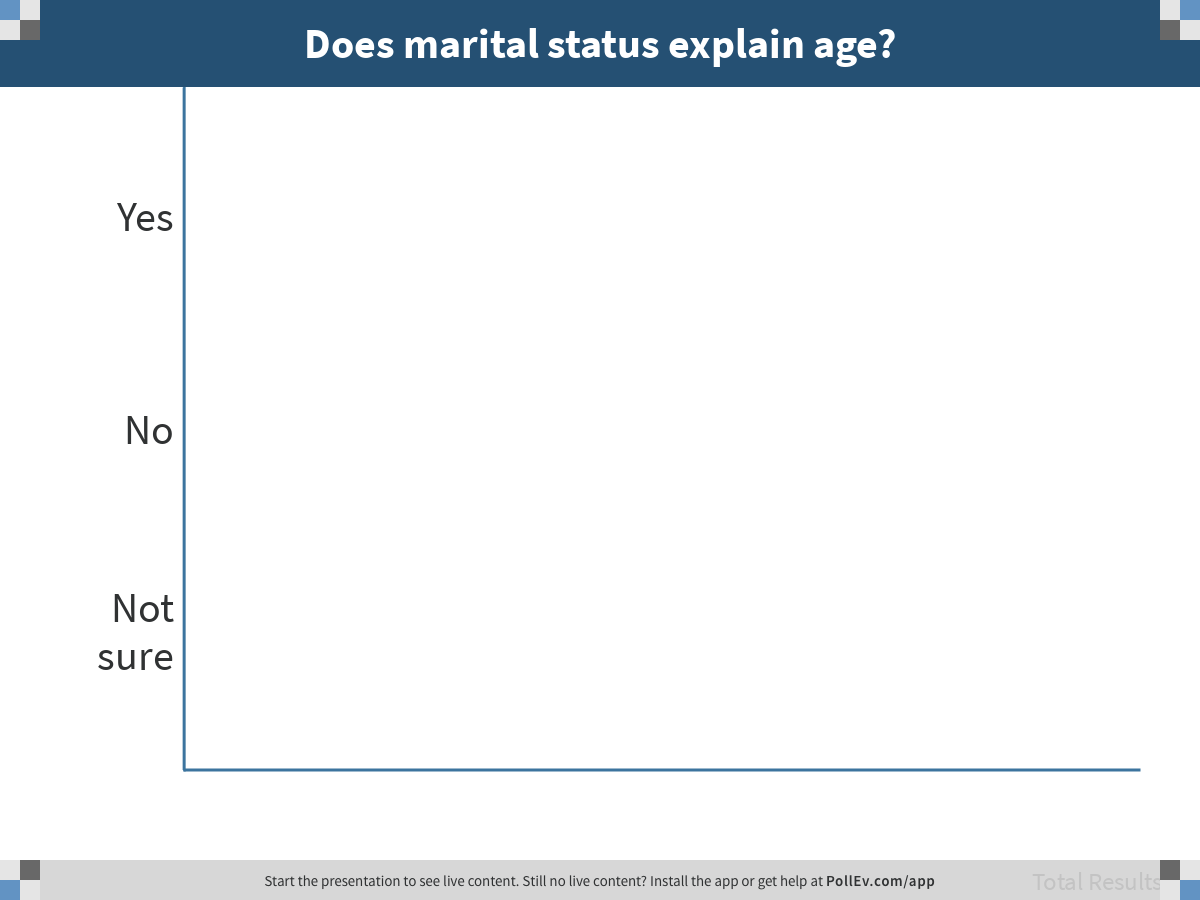 Does marital status explain age?
Yes
No
Not
sure
Start the presentation to see live content. Still no live content? Install the app or get help at PollEv.com/app
Total Results